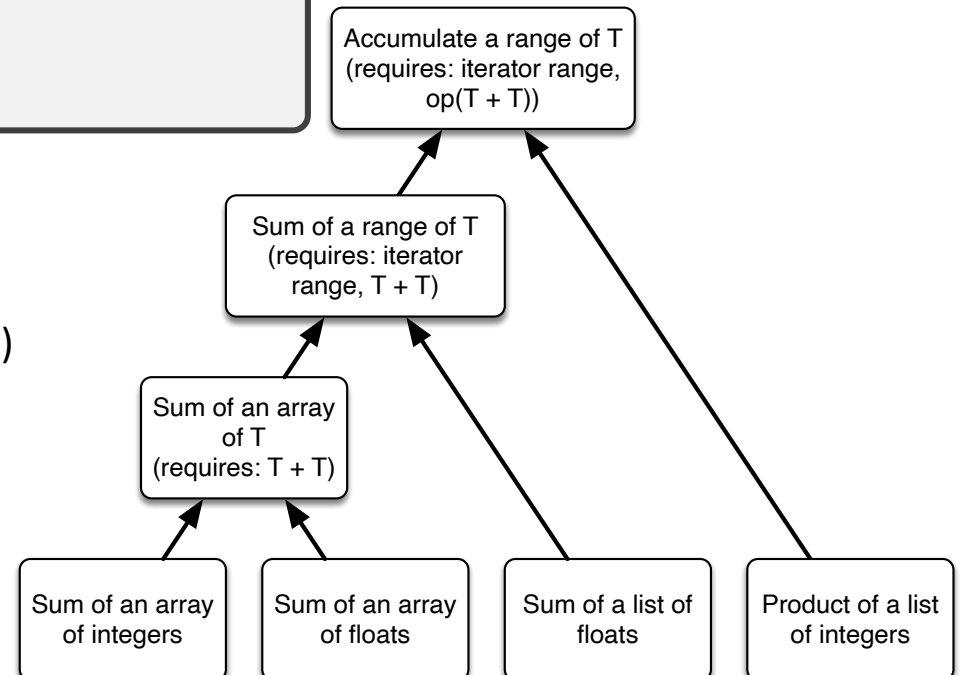 Accumulate a range of T
(requires: iterator range,
op(T + T))
Sum of a range of T
(requires: iterator
range, T + T)
)
Sum of an array
of T
(requires: T + T)
Sum of an array
of integers
Sum of an array
of floats
Sum of a list of
floats
Product of a list
of integers